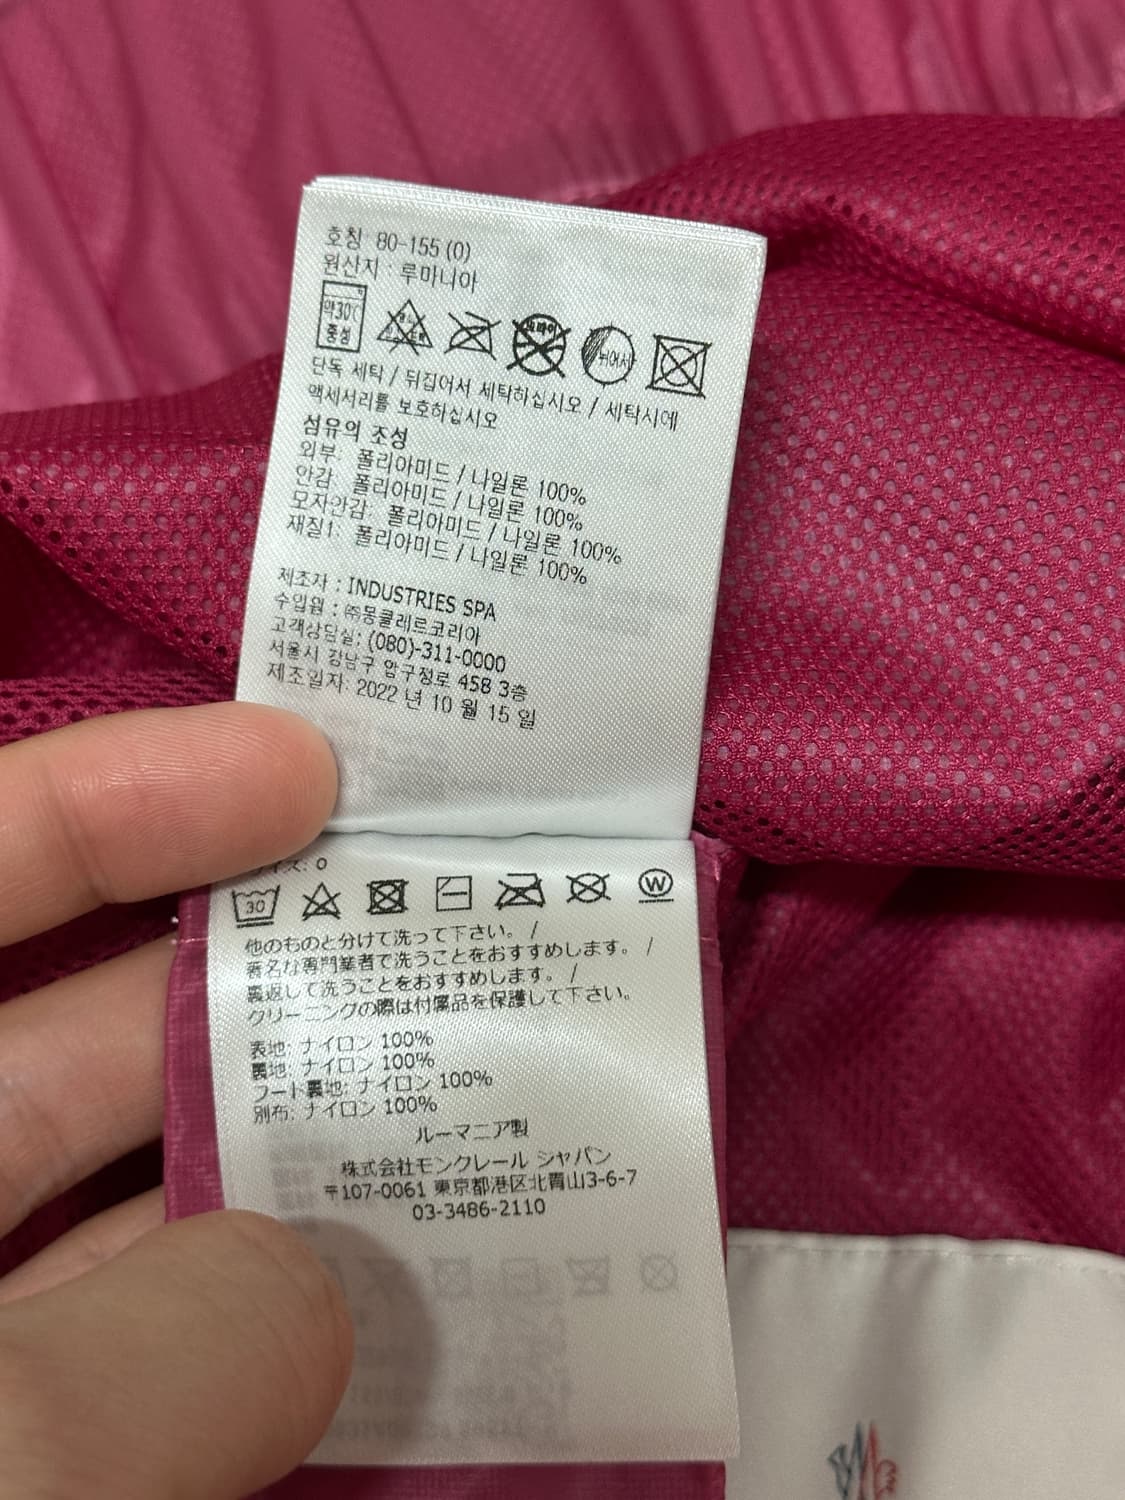 호칭: 80-155 (0)
원산지 : 루마니아
약30℃
중성
뉘어서
단독 세탁 / 뒤집어서 세탁하십시오 / 세탁시에
액세서리를 보호하십시오
섬유의 조성
외부: 폴리아미드 / 나일론 100%
안감: 폴리아미드 / 나일론 100%
모자안감: 폴리아미드 / 나일론 100%
재질1: 폴리아미드 / 나일론 100%
제조자 : INDUSTRIES SPA
수입원 : ㈜몽클레르코리아
고객상담실: (080)-311-0000
서울시 강남구 압구정로 458 3층
제조일자: 2022 년 10 월 15 일
イズ: 0
30
W
他のものと分けて洗って下さい。 /
著名な専門業者で洗うことをおすすめします。 /
裏返して洗うことをおすすめします。 /
クリーニングの際は付属品を保護して下さい。
表地: ナイロン 100%
裏地: ナイロン 100%
フード裏地: ナイロン 100%
別布: ナイロン 100%
ルーマニア製
株式会社モンクレール ジャパン
〒107-0061 東京都港区北青山3-6-7
03-3486-2110